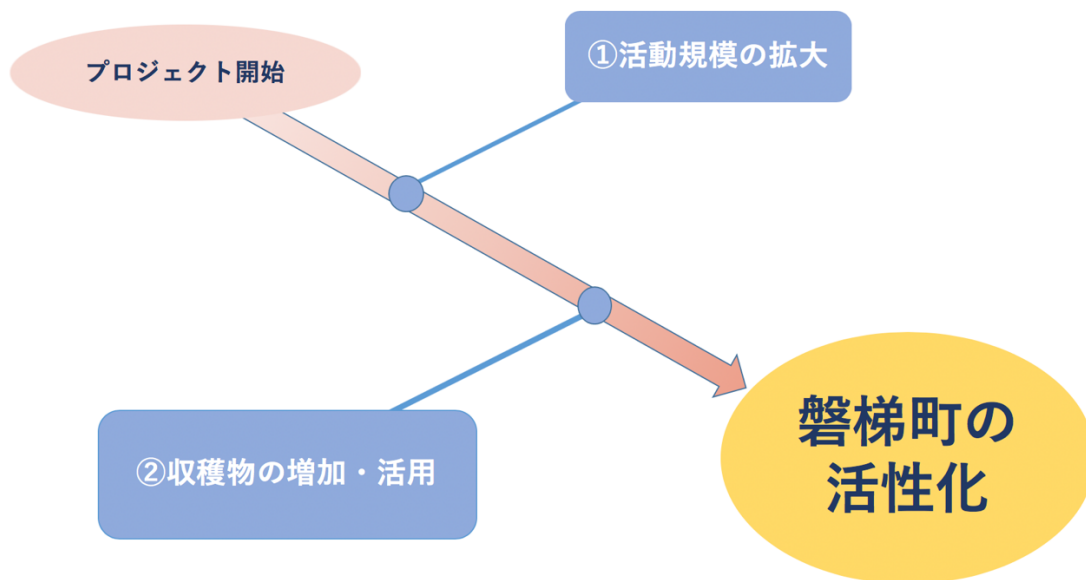 プロジェクト開始
①活動規模の拡大
②収穫物の増加・活用
磐梯町の
活性化